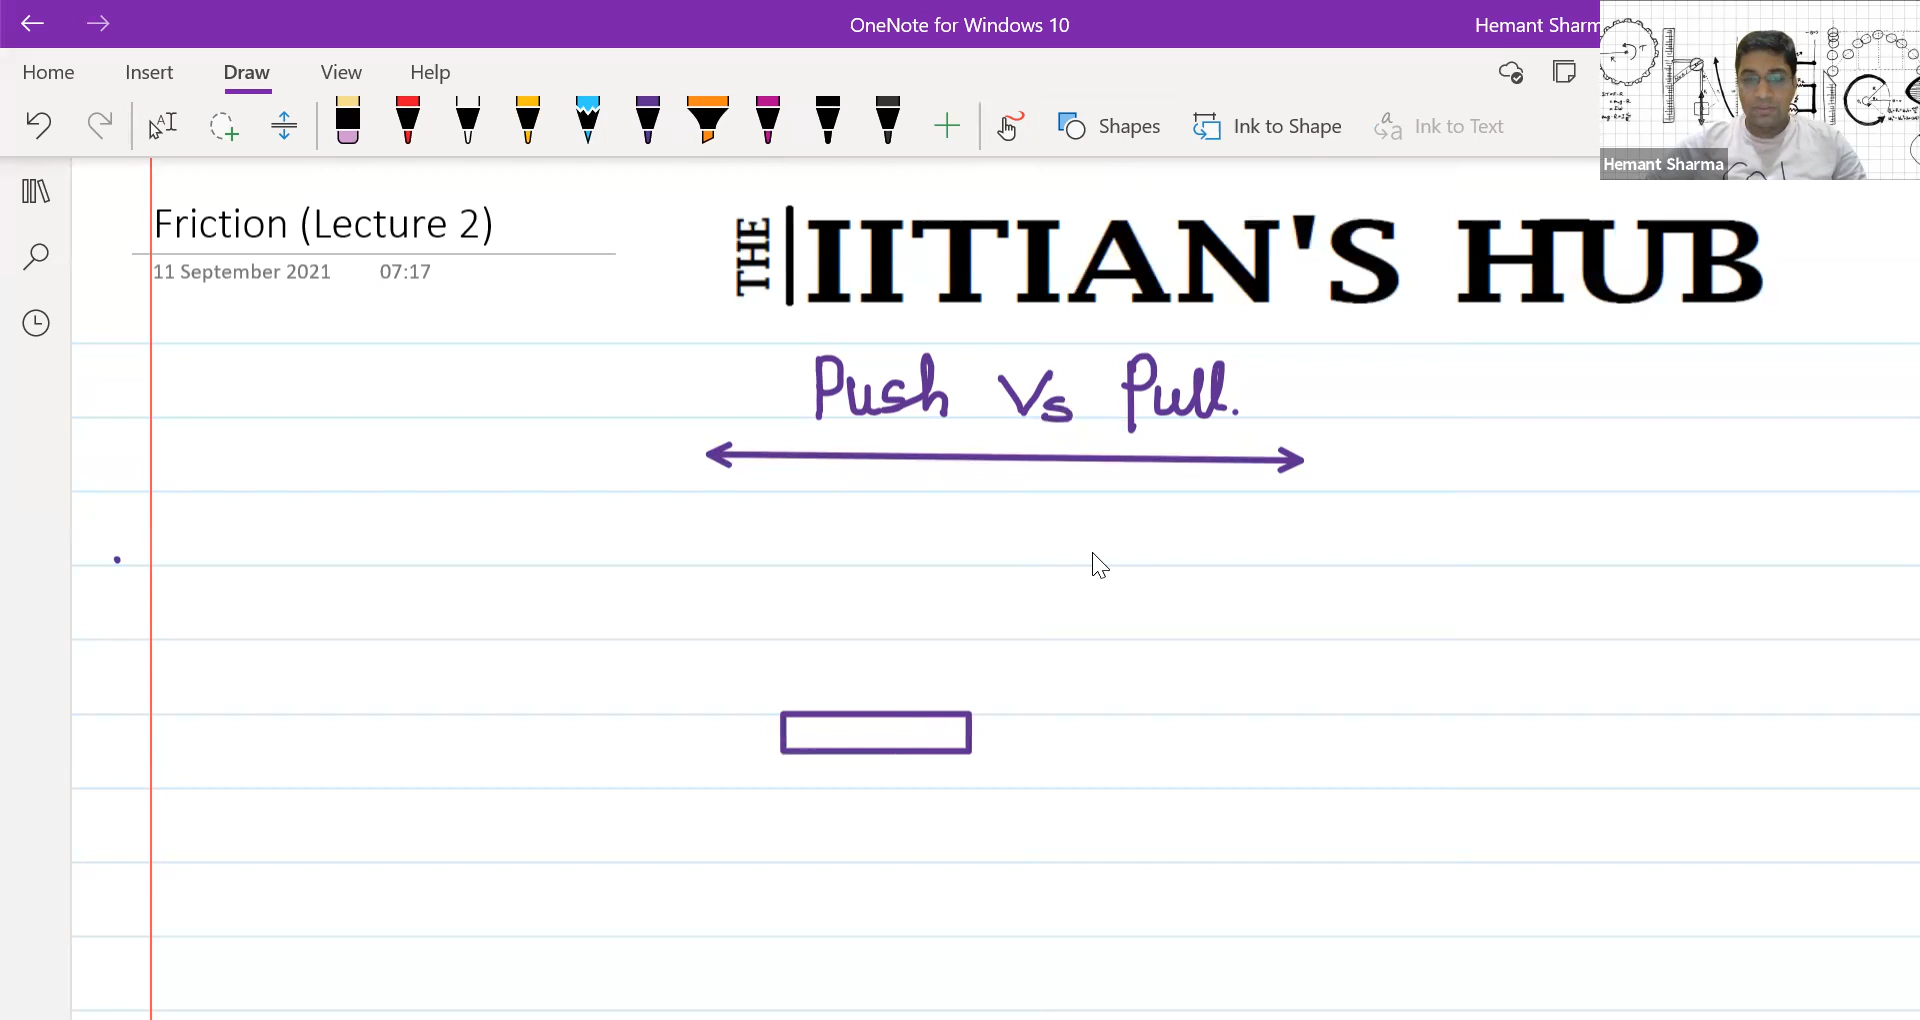 OneNote for Windows 10
Hemant Sharm
Home Insert Draw View Help
Shapes Ink to Shape Ink to Text
Hemant Sharma
Friction (Lecture 2)
11 September 2021 07:17
THE IITIAN'S HUB
Push Vs Pull.